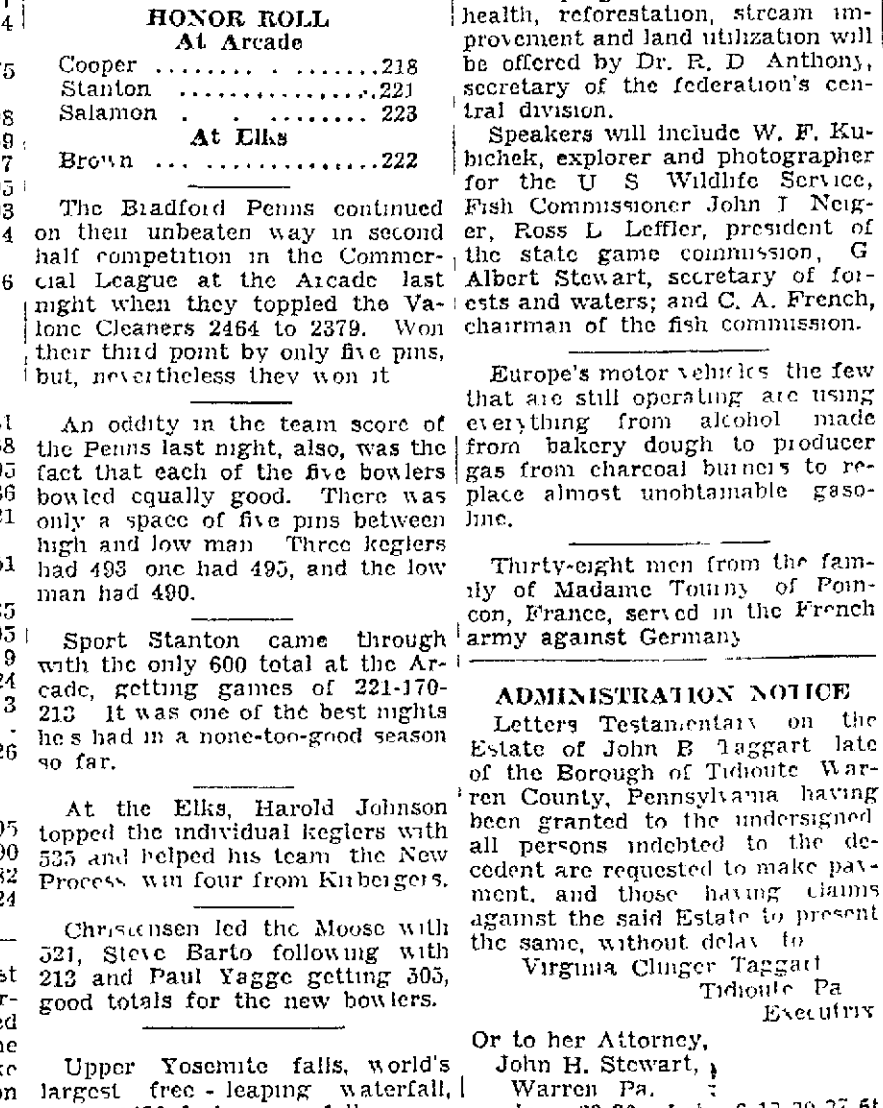 HONOR ROLL
At Arcade
Cooper ........ . .......218
Stanton ..................221
Salamon . . ........ 223
At Elks
Brown ... ...............222
The Bradford Penns continued
on their unbeaten way in second
half competition in the Commer-
cial League at the Arcade last
night when they toppled the Va-
lone Cleaners 2464 to 2379. Won
their third point by only five pins,
but, nevertheless they won it
An oddity in the team score of
the Penns last night, also, was the
fact that each of the five bowlers
bowled equally good. There was
only a space of five pins between
high and low man Three keglers
had 493 one had 495, and the low
man had 490.
Sport Stanton came through
with the only 600 total at the Ar-
cade, getting games of 221-170-
213 It was one of the best nights
he s had in a none-too-good season
so far.
At the Elks, Harold Johnson
topped the individual keglers with
535 and helped his team the New
Process win four from Kirbergers.
Christensen led the Moose with
521, Steve Barto following with
213 and Paul Yagge getting 505,
good totals for the new bowlers.
Upper Yosemite falls, world's
largest free - leaping waterfall,
health, reforestation, stream im-
provement and land utilization will
be offered by Dr. R. D Anthony,
secretary of the federation's cen-
tral division.
Speakers will include W. F. Ku-
bichek, explorer and photographer
for the U S Wildlife Service,
Fish Commissioner John J Neig-
er, Ross L Leffler, president of
the state game commission, G
Albert Stewart, secretary of for-
ests and waters; and C. A. French,
chairman of the fish commission.
Europe's motor vehicles the few
that are still operating are using
everything from alcohol made
from bakery dough to producer
gas from charcoal burners to re-
place almost unobtainable gaso-
line.
Thirty-eight men from the fam-
ily of Madame Tourny of Poin-
con, France, served in the French
army against Germany
ADMINISTRATION NOTICE
Letters Testamentary on the
Estate of John B Taggart late
of the Borough of Tidioute War-
ren County, Pennsylvania having
been granted to the undersigned
all persons indebted to the de-
cedent are requested to make pay-
ment. and those having claims
against the said Estate to present
the same, without delay to
Virginia Clinger Taggart
Tidioute Pa
Executrix
Or to her Attorney,
John H. Stewart,
Warren Pa.